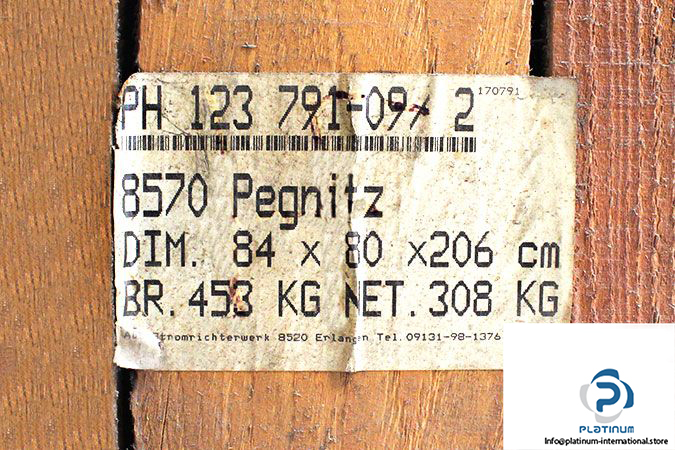 PH 123 791-09/ 2
170791
8570 Pegnitz
DIM. 84 x 80 x206 cm
BR. 453 KG NET. 308 KG
Stromrichterwerk 8520 Erlangen Tel. 09131-98-1376
PLATINUM
Info@platinum-international.store